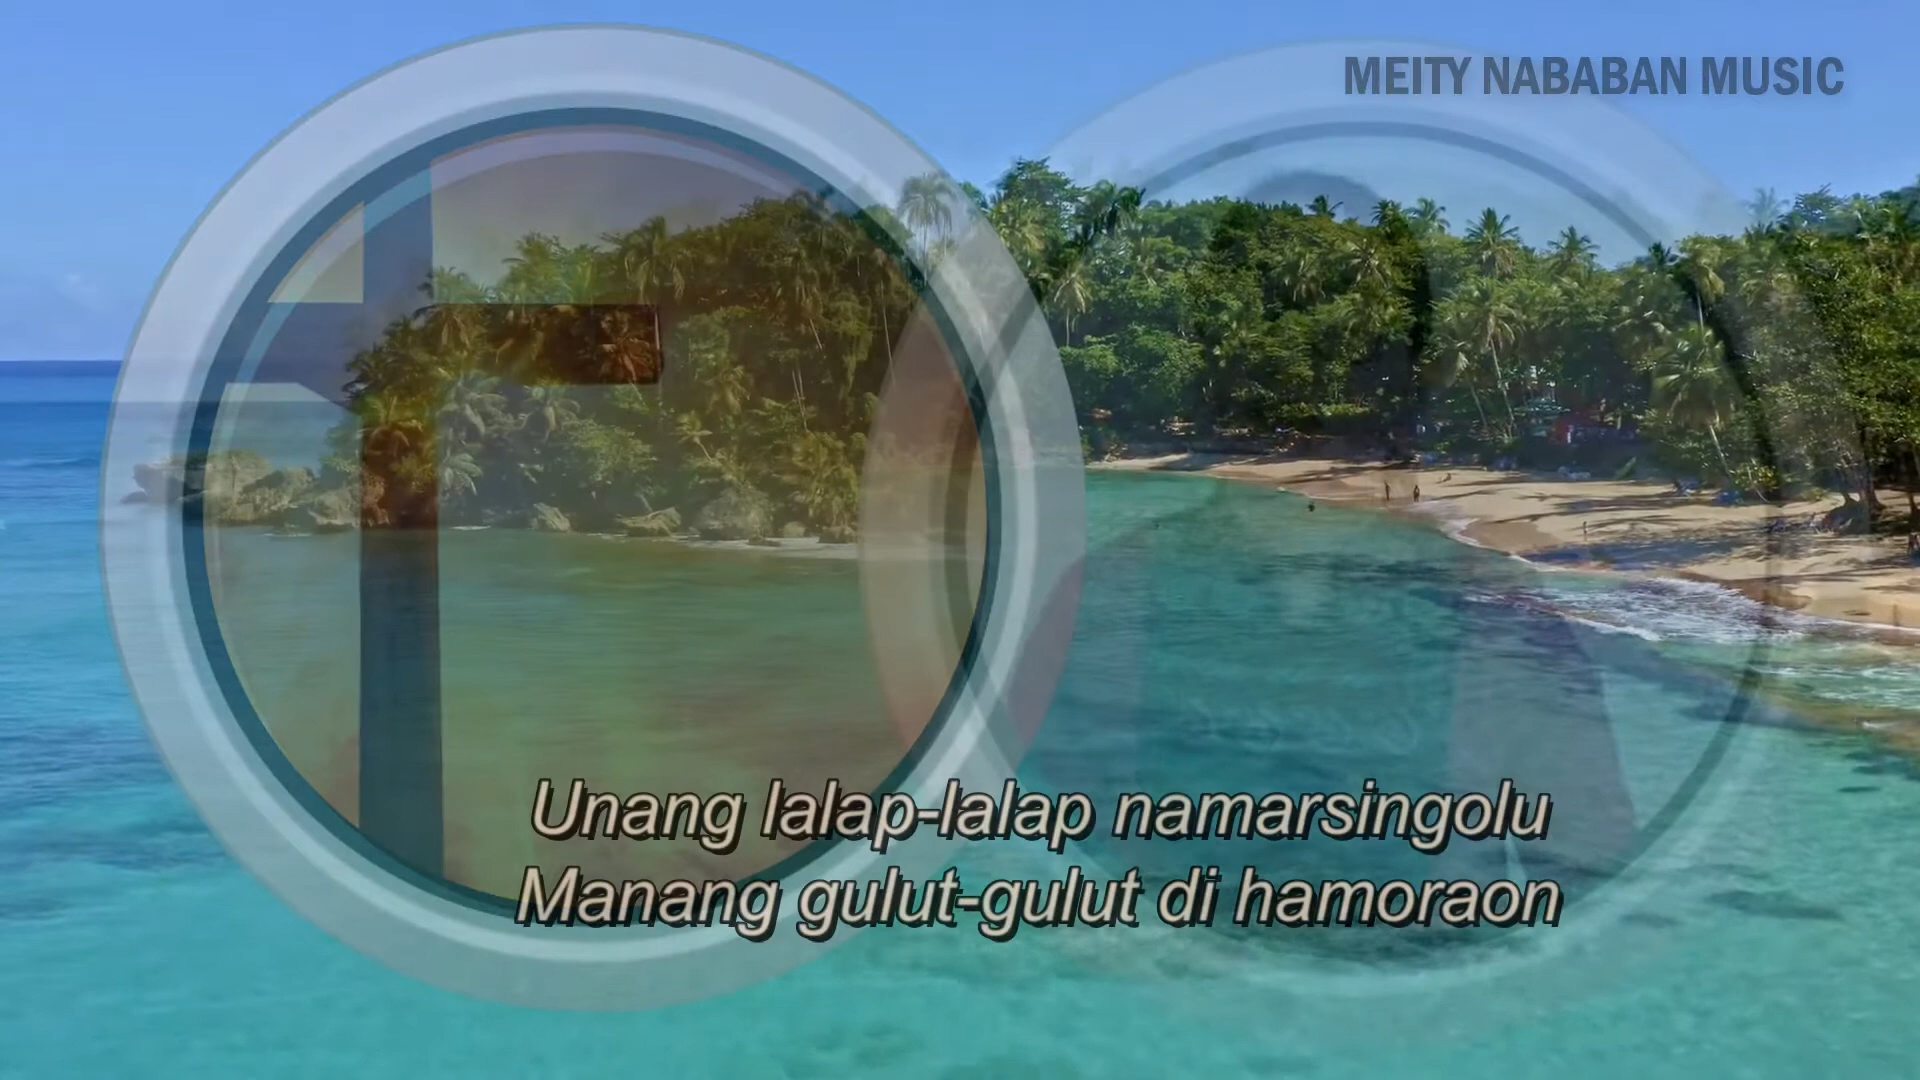 MEITY NABABAN MUSIC
Unang lalap-lalap namarsingolu
Manang gulut-gulut di hamoraon